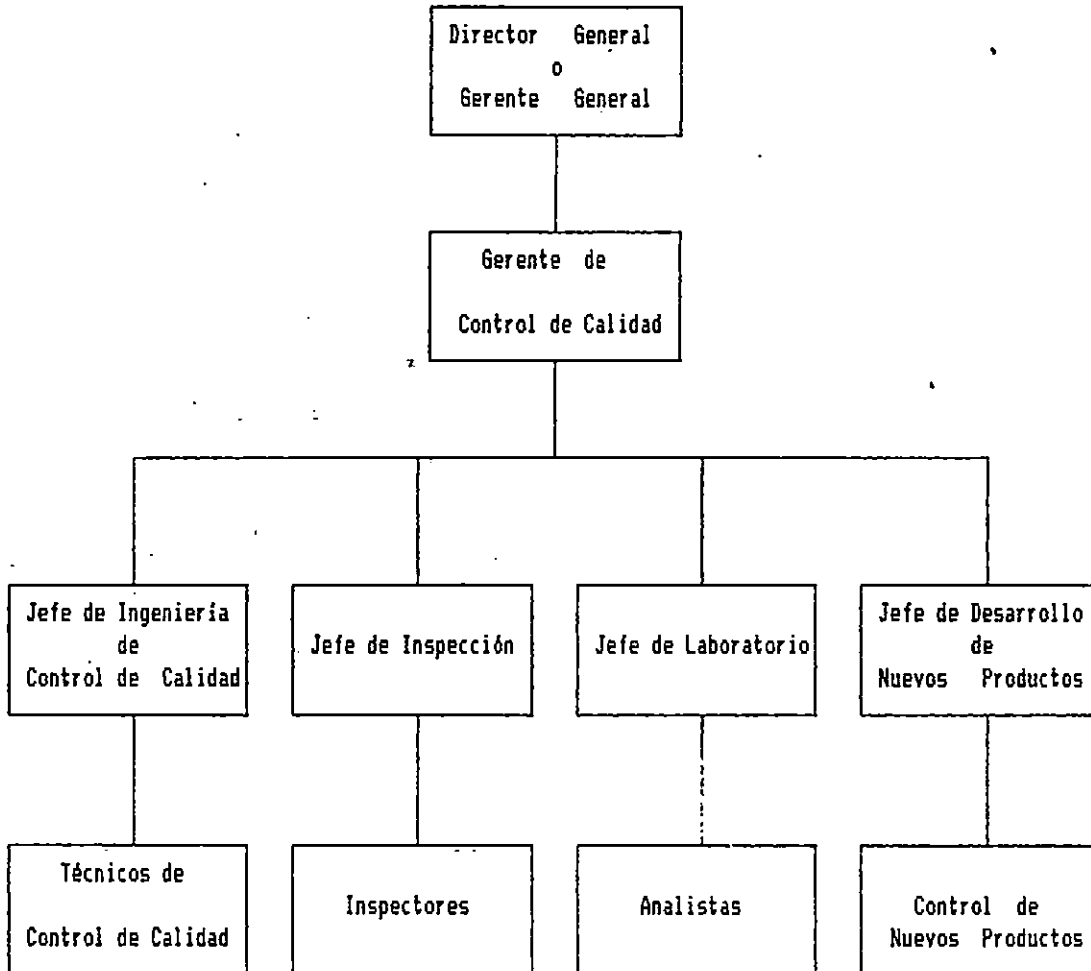 Director General
o
Gerente General
Gerente de
Control de Calidad
Jefe de Ingeniería
de
Control de Calidad
Jefe de Inspección
Jefe de Laboratorio
Jefe de Desarrollo
de
Nuevos Productos
Técnicos de
Control de Calidad
Inspectores
Analistas
Control de
Nuevos Productos